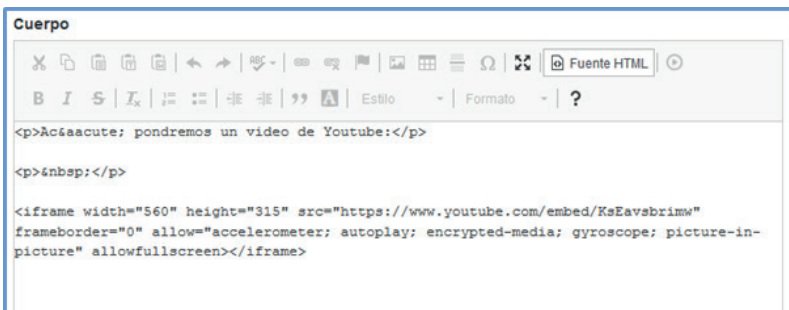 Cuerpo
ABC Ω Fuente HTML
B I S Ix A Estilo Formato ?
<p>Ac&aacute; pondremos un video de Youtube:</p>
<p>&nbsp;</p>
<iframe width="560" height="315" src="https://www.youtube.com/embed/KsEavsbrimw"
frameborder="0" allow="accelerometer; autoplay; encrypted-media; gyroscope; picture-in-
picture" allowfullscreen></iframe>